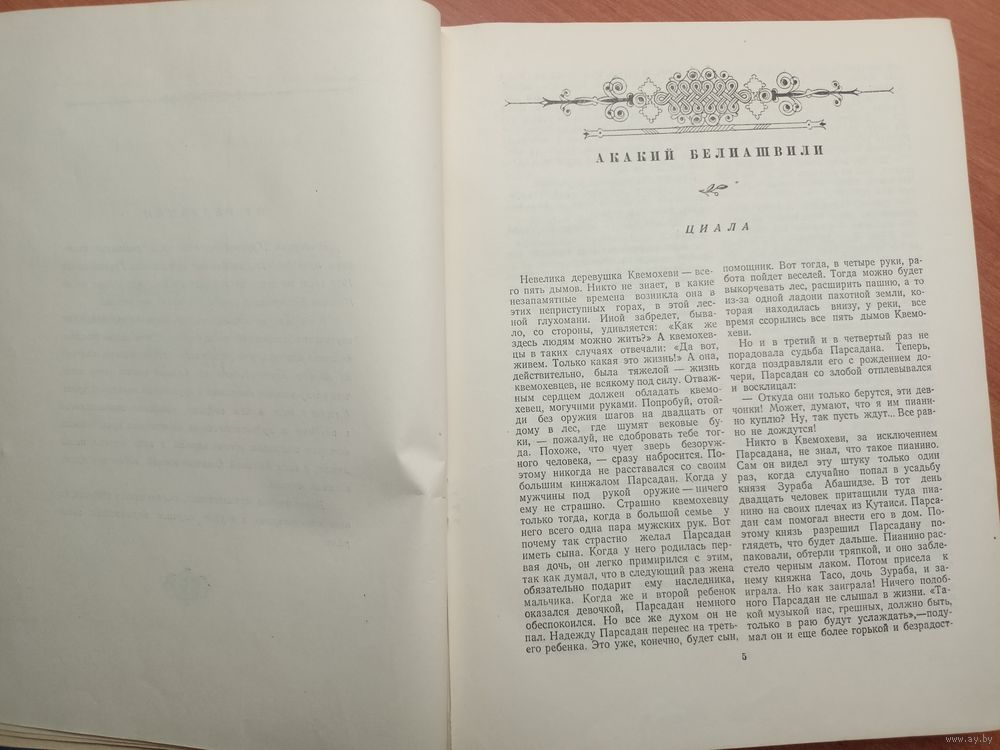 АКАКИЙ БЕЛИАШВИЛИ
ЦИАЛА
Невелика деревушка Квемохеви — все-
го пять дымов. Никто не знает, в какие
незапамятные времена возникла она в
этих неприступных горах, в этой лес-
ной глухомани. Иной забредет, быва-
ло, со стороны, удивляется: «Как же
здесь людям можно жить?» А квемохев-
цы в таких случаях отвечали: «Да вот,
живем. Только какая это жизнь!» А она,
действительно, была тяжелой — жизнь
квемохевцев, не всякому под силу. Отваж-
ным сердцем должен обладать квемо-
хевец, могучими руками. Попробуй, отой-
ди без оружия шагов на двадцать от
дому в лес, где шумят вековые бу-
ки, — пожалуй, не сдобровать тебе тог-
да. Похоже, что чует зверь безоруж-
ного человека, — сразу набросится. По-
этому никогда не расставался со своим
большим кинжалом Парсадан. Когда у
мужчины под рукой оружие — ничего
ему не страшно. Страшно квемохевцу
только тогда, когда в большой семье у
него всего одна пара мужских рук. Вот
почему так страстно желал Парсадан
иметь сына. Когда у него родилась пер-
вая дочь, он легко примирился с этим,
так как думал, что в следующий раз жена
обязательно подарит ему наследника,
мальчика. Когда же и второй ребенок
оказался девочкой, Парсадан немного
обеспокоился. Но все же духом он не
пал. Надежду Парсадан перенес на треть-
его ребенка. Это уже, конечно, будет сын,
помощник. Вот тогда, в четыре руки, ра-
бота пойдет веселей. Тогда можно будет
выкорчевать лес, расширить пашню, а то
из-за одной ладони пахотной земли, ко-
торая находилась внизу, у реки, все
время ссорились все пять дымов Квемо-
хеви.
Но и в третий и в четвертый раз не
порадовала судьба Парсадана. Теперь,
когда поздравляли его с рождением до-
чери, Парсадан со злобой отплевывался
и восклицал:
— Откуда они только берутся, эти дев-
чонки! Может, думают, что я им пиани-
но куплю? Ну, так пусть ждут... Все рав-
но не дождутся!
Никто в Квемохеви, за исключением
Парсадана, не знал, что такое пианино.
Сам он видел эту штуку только один
раз, когда случайно попал в усадьбу
князя Зураба Абашидзе. В тот день
двадцать человек притащили туда пиа-
нино на своих плечах из Кутаиси. Парса-
дан сам помогал внести его в дом. По-
этому князь разрешил Парсадану по-
глядеть, что будет дальше. Пианино рас-
паковали, обтерли тряпкой, и оно забле-
стело черным лаком. Потом присела к
нему княжна Тасо, дочь Зураба, и за-
играла. Но как заиграла! Ничего подоб-
ного Парсадан не слышал в жизни. «Та-
кой музыкой нас, грешных, должно быть,
только в раю будут услаждать»,—поду-
мал он и еще более горькой и безрадост-
5
www.ay.by